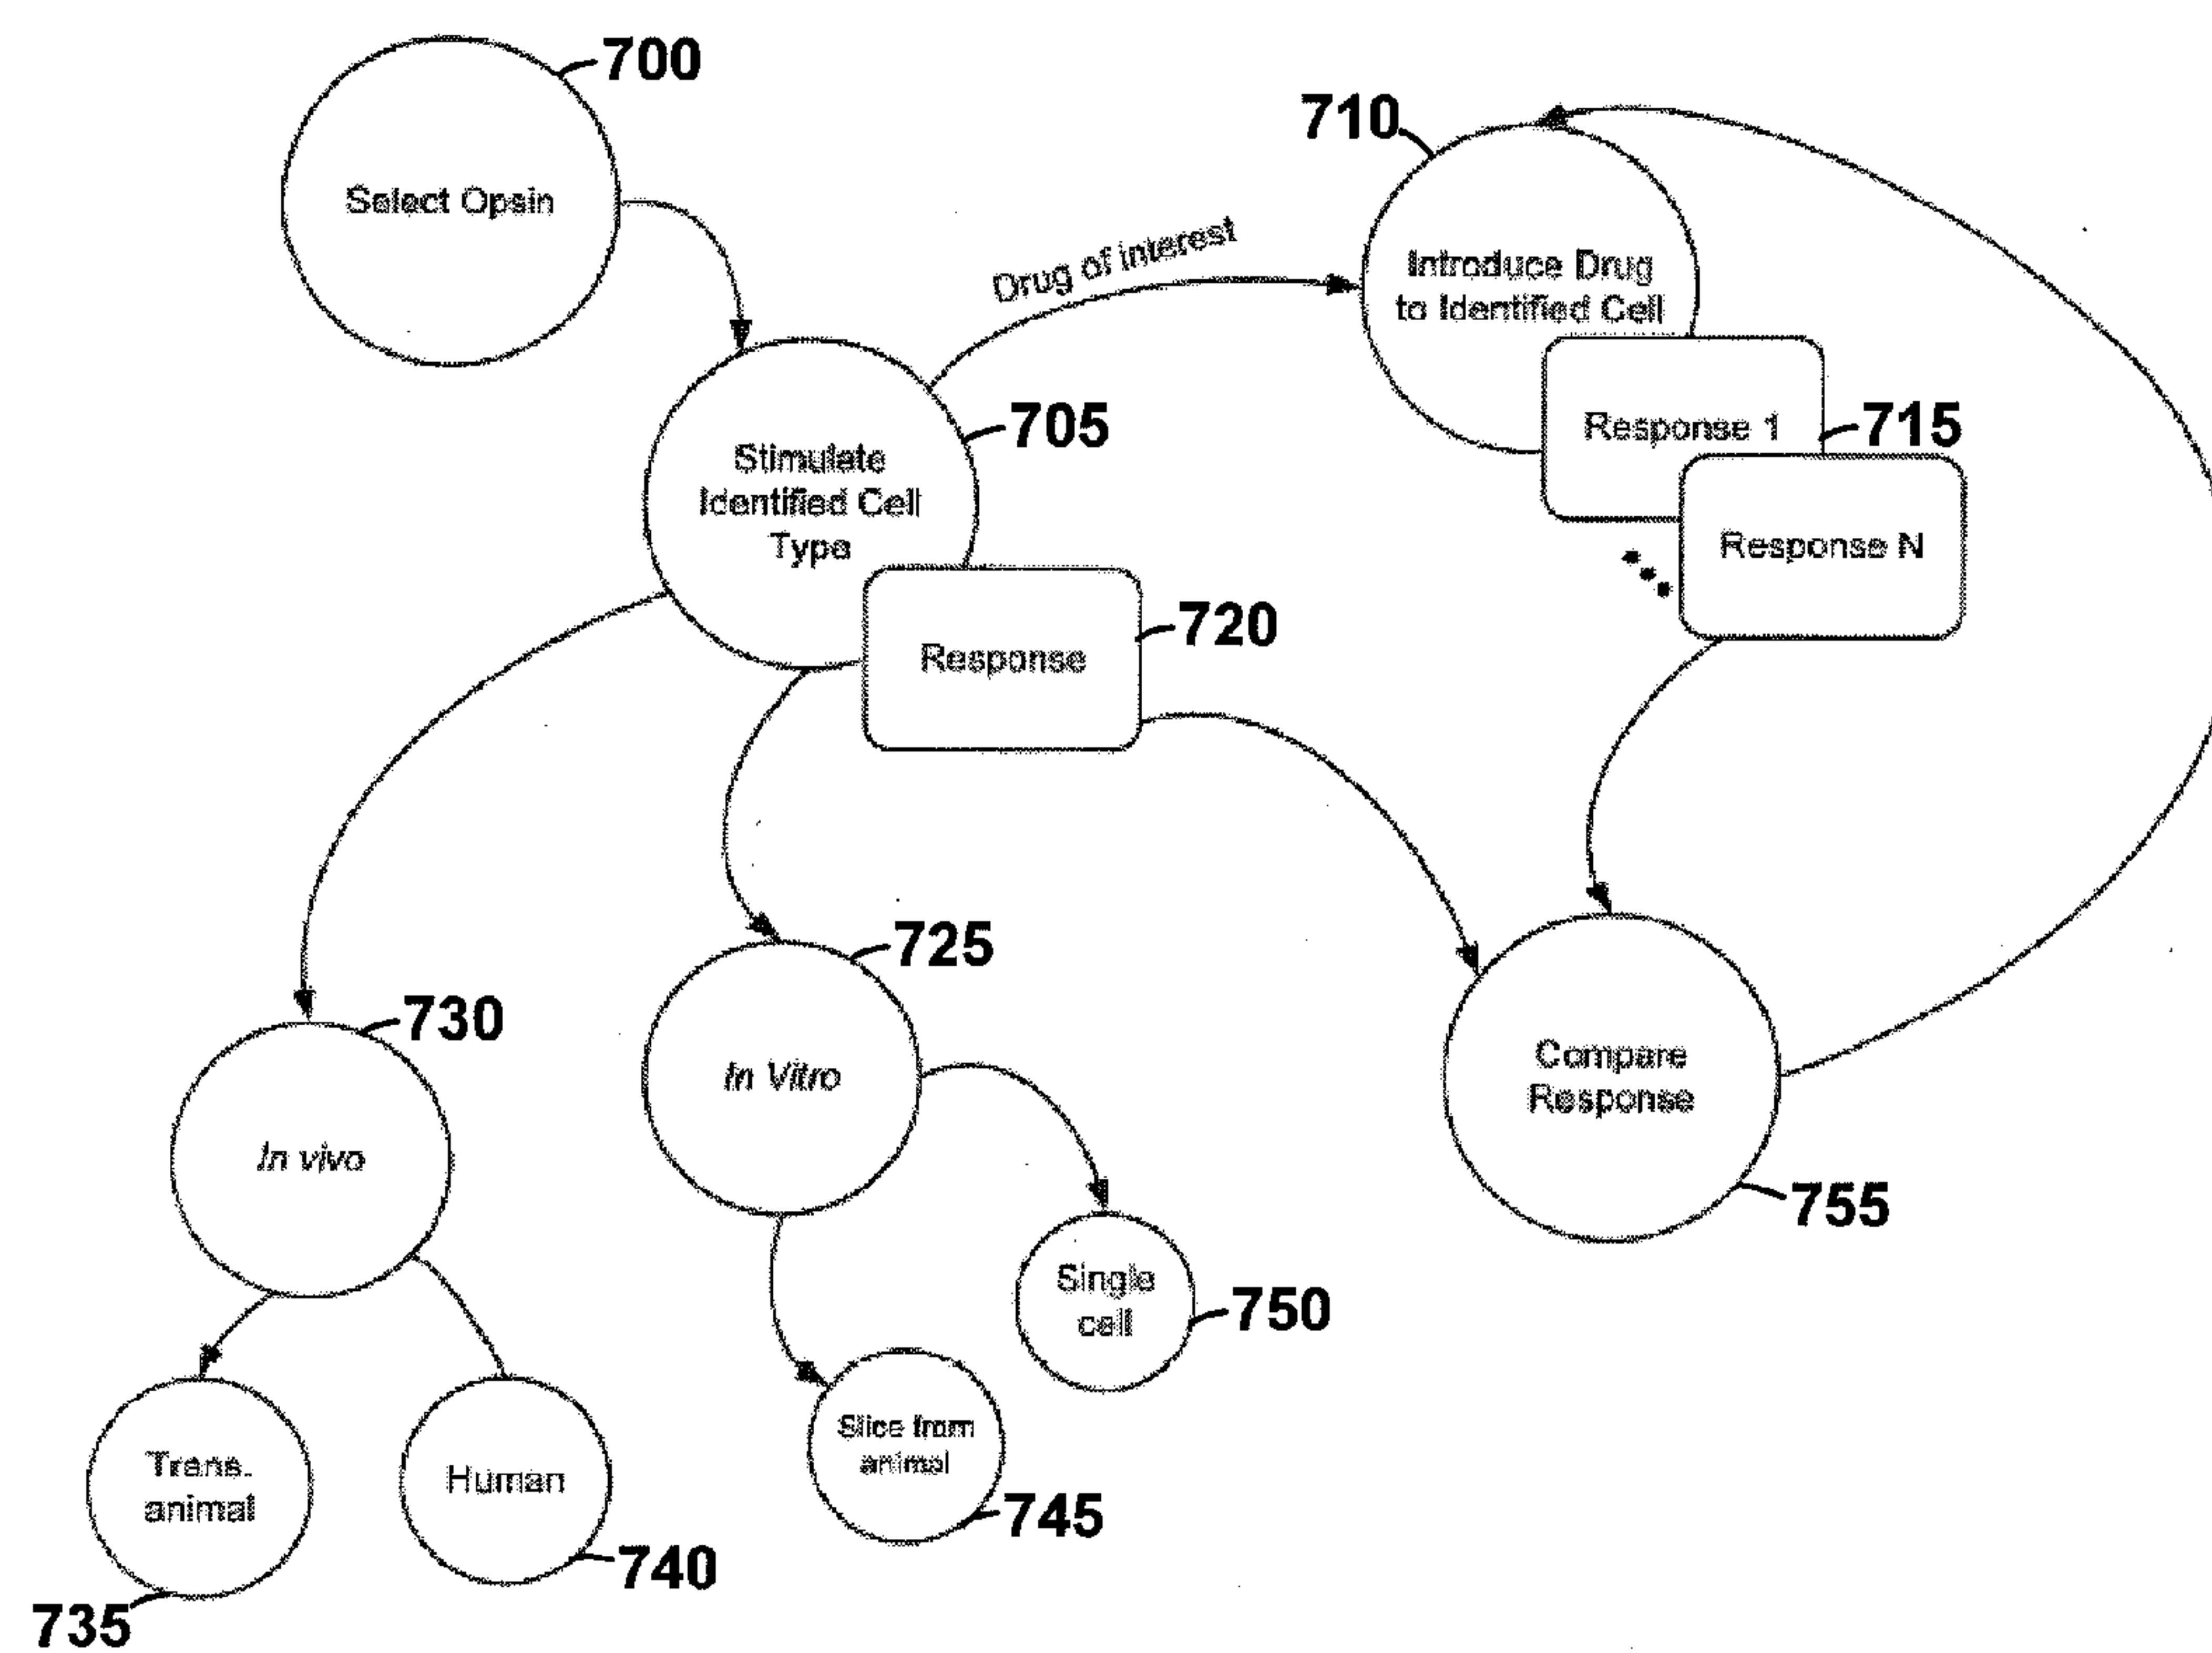 700
Select Opsin
710
Introduce Drug
to Identified Cell
Drug of interest
705
Stimulate
Identified Cell
Type
Response 1
715
Response N
720
Response
725
In Vitro
730
In vivo
Compare
Response
755
Single
cell
750
Slice from
animal
745
Trans.
animal
735
Human
740